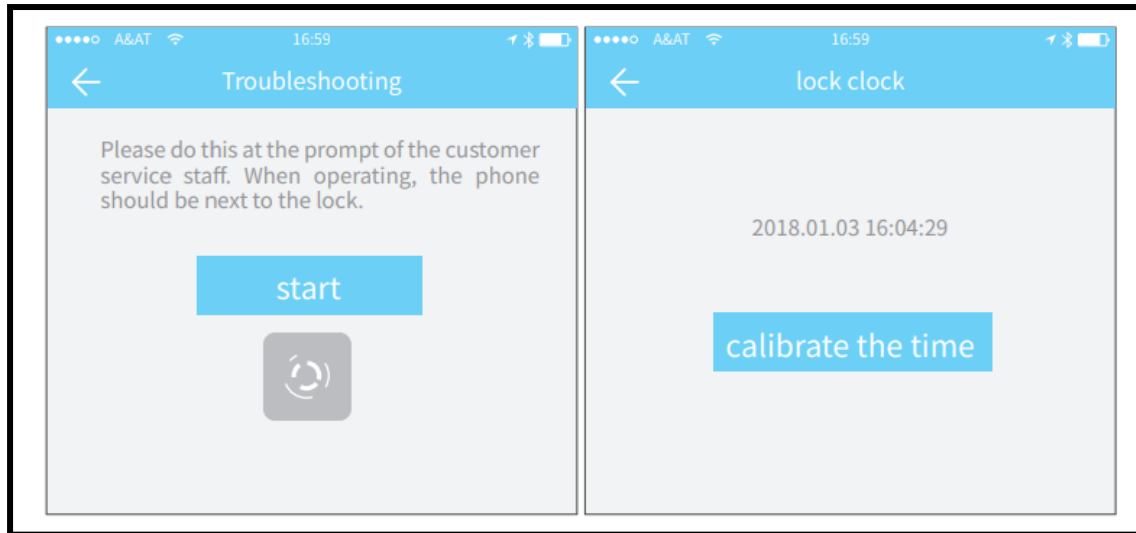 A&AT 16:59
Troubleshooting
Please do this at the prompt of the customer
service staff. When operating, the phone
should be next to the lock.
start
A&AT 16:59
lock clock
2018.01.03 16:04:29
calibrate the time